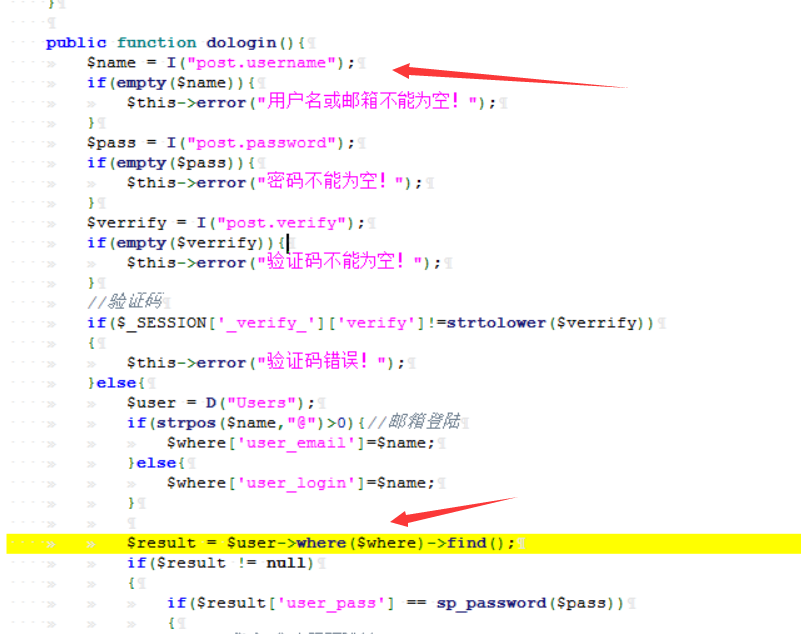 }
public function dologin(){
$name = I("post.username");
if(empty($name)){
$this->error("用户名或邮箱不能为空！");
}
$pass = I("post.password");
if(empty($pass)){
$this->error("密码不能为空！");
}
$verrify = I("post.verify");
if(empty($verrify)){
$this->error("验证码不能为空！");
}
//验证码
if($_SESSION['_verify_']['verify']!=strtolower($verrify))
{
$this->error("验证码错误！");
}else{
$user = D("Users");
if(strpos($name,"@")>0){//邮箱登陆
$where['user_email']=$name;
}else{
$where['user_login']=$name;
}
$result = $user->where($where)->find();
if($result != null)
{
if($result['user_pass'] == sp_password($pass))
{